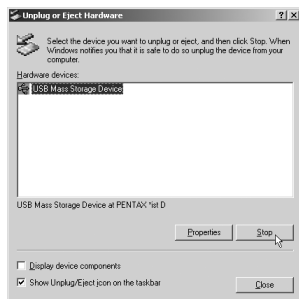 Unplug or Eject Hardware
Select the device you want to unplug or eject, and then click Stop. When
Windows notifies you that it is safe to do so unplug the device from your
computer.
Hardware devices:
USB Mass Storage Device
USB Mass Storage Device at PENTAX *ist D
Properties
Stop
Display device components
Show Unplug/Eject icon on the taskbar
Close